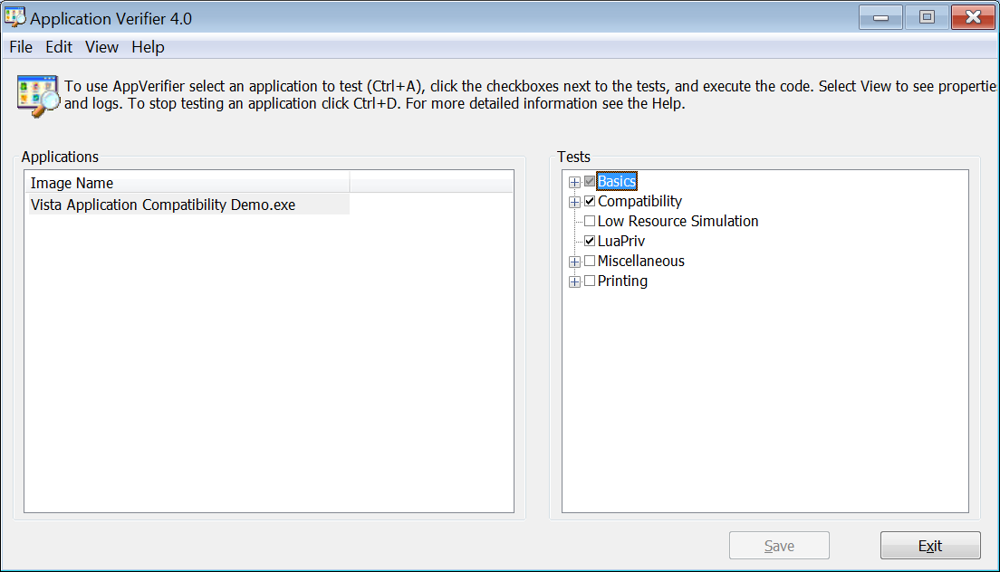 Application Verifier 4.0
File Edit View Help
To use AppVerifier select an application to test (Ctrl+A), click the checkboxes next to the tests, and execute the code. Select View to see propertie
and logs. To stop testing an application click Ctrl+D. For more detailed information see the Help.
Applications
Image Name
Vista Application Compatibility Demo.exe
Tests
Basics
Compatibility
Low Resource Simulation
LuaPriv
Miscellaneous
Printing
Save
Exit